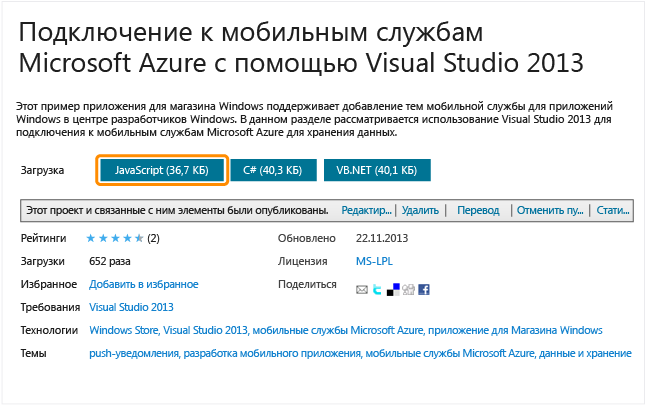 Подключение к мобильным службам
Microsoft Azure с помощью Visual Studio 2013
Этот пример приложения для магазина Windows поддерживает добавление тем мобильной службы для приложений
Windows в центре разработчиков Windows. В данном разделе рассматривается использование Visual Studio 2013 для
подключения к мобильным службам Microsoft Azure для хранения данных.
Загрузка JavaScript (36,7 КБ) C# (40,3 КБ) VB.NET (40,1 КБ)
Этот проект и связанные с ним элементы были опубликованы. Редактир... | Удалить | Перевод | Отменить пу... | Стати...
Рейтинги (2) Обновлено 22.11.2013
Загрузки 652 раза Лицензия MS-LPL
Избранное Добавить в избранное Поделиться
Требования Visual Studio 2013
Технологии Windows Store, Visual Studio 2013, мобильные службы Microsoft Azure, приложение для Магазина Windows
Темы push-уведомления, разработка мобильного приложения, мобильные службы Microsoft Azure, данные и хранение